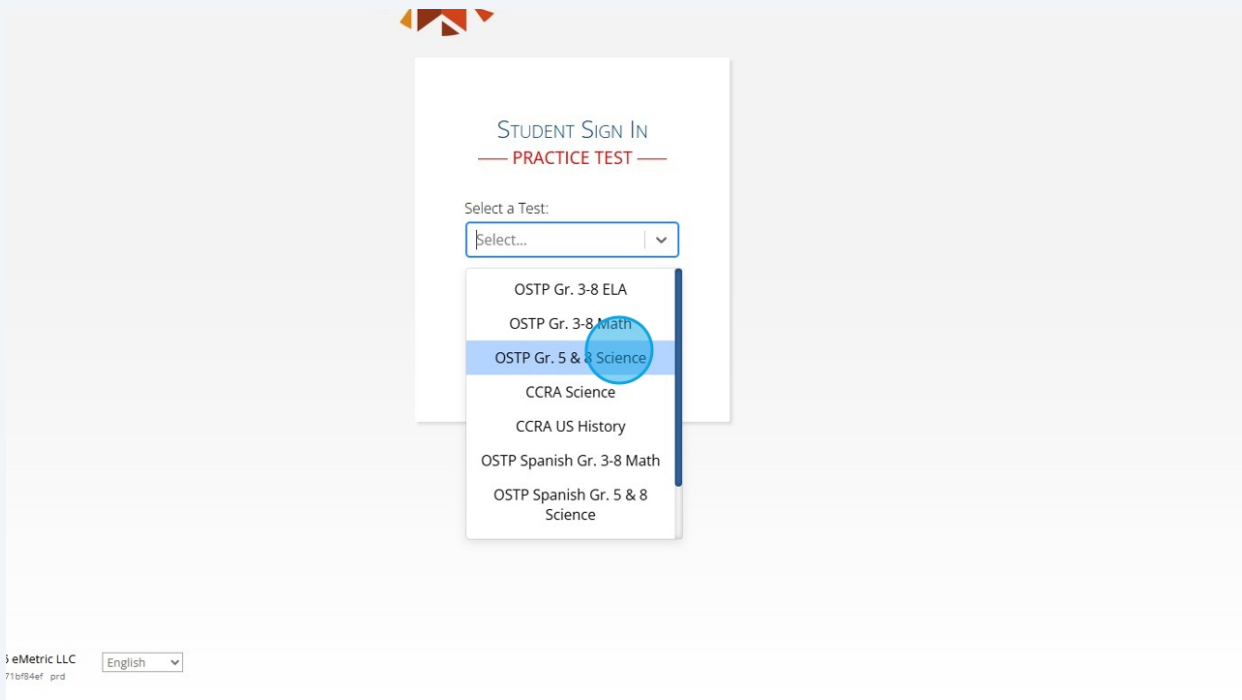 STUDENT SIGN IN
PRACTICE TEST
Select a Test:
Select...
OSTP Gr. 3-8 ELA
OSTP Gr. 3-8 Math
OSTP Gr. 5 & 8 Science
CCRA Science
CCRA US History
OSTP Spanish Gr. 3-8 Math
OSTP Spanish Gr. 5 & 8
Science
eMetric LLC
English
71bf84ef prd